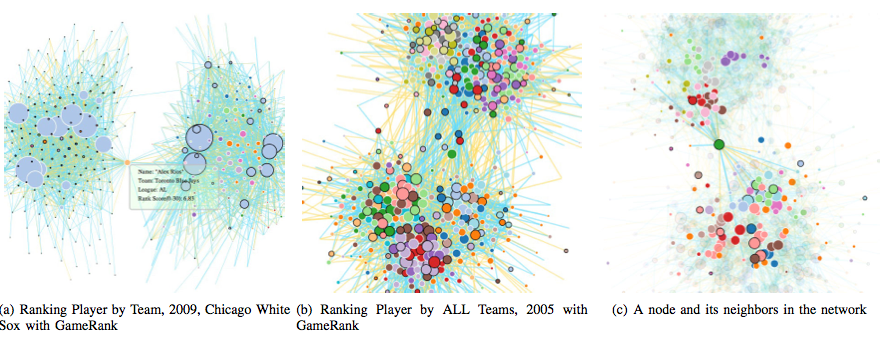 Name: "Alex Rios"
Team: Toronto Blue Jays
League: AL
Rank Score(0-30): 6.85
(a) Ranking Player by Team, 2009, Chicago White
Sox with GameRank
(b) Ranking Player by ALL Teams, 2005 with
GameRank
(c) A node and its neighbors in the network